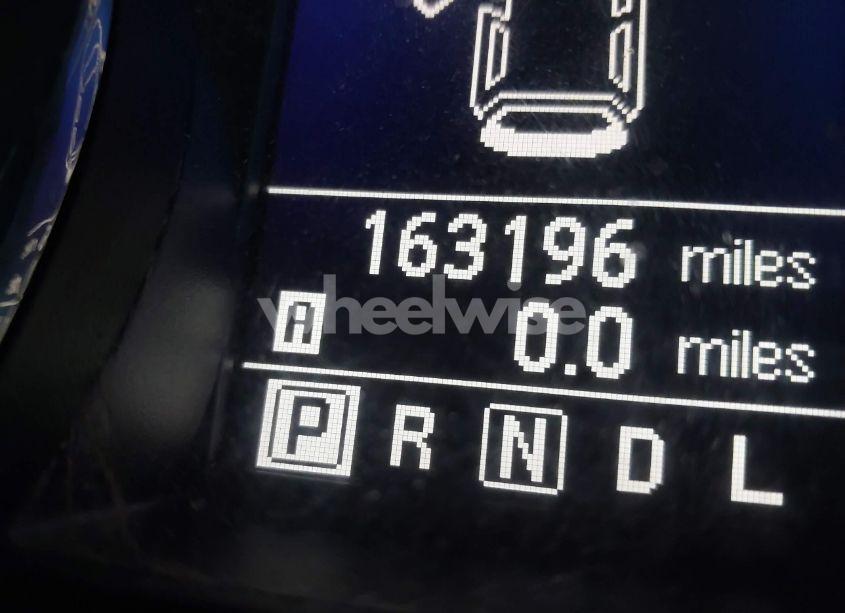 163196 miles
wheelwise
A 0.0 miles
P R N D L